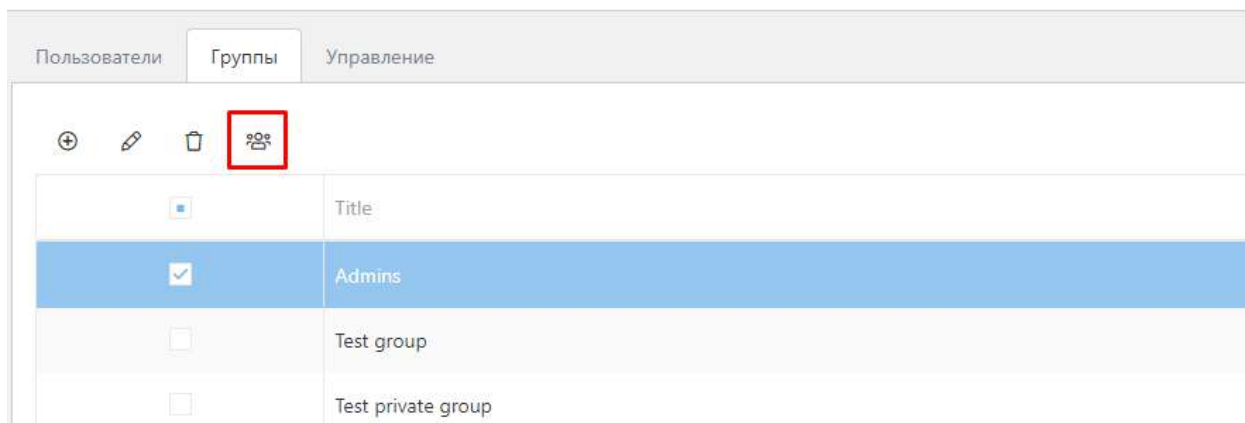 Пользователи Группы Управление
Title
Admins
Test group
Test private group